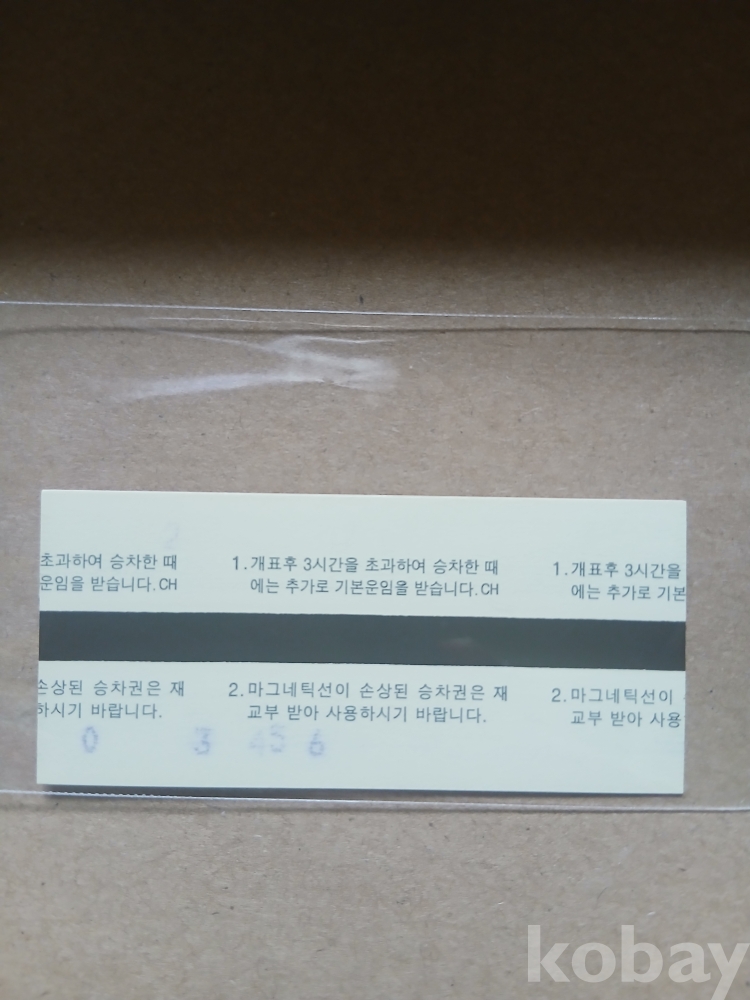 초과하여 승차한 때
운임을 받습니다. CH
1. 개표후 3시간을 초과하여 승차한 때
에는 추가로 기본운임을 받습니다. CH
1. 개표후 3시간을
에는 추가로 기본
손상된 승차권은 재
하시기 바랍니다.
2. 마그네틱선이 손상된 승차권은 재
교부 받아 사용하시기 바랍니다.
2. 마그네틱선이
교부 받아 사용
0 3 45 6
kobay